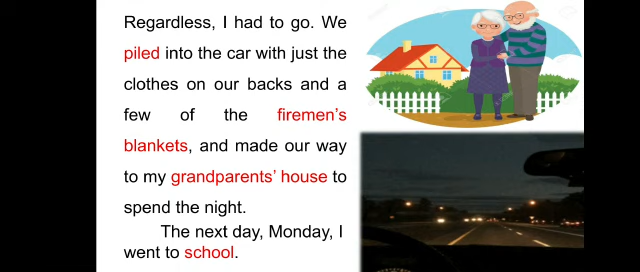 Regardless, I had to go. We
piled into the car with just the
clothes on our backs and a
few of the firemen's
blankets, and made our way
to my grandparents' house to
spend the night.
The next day, Monday, I
went to school.